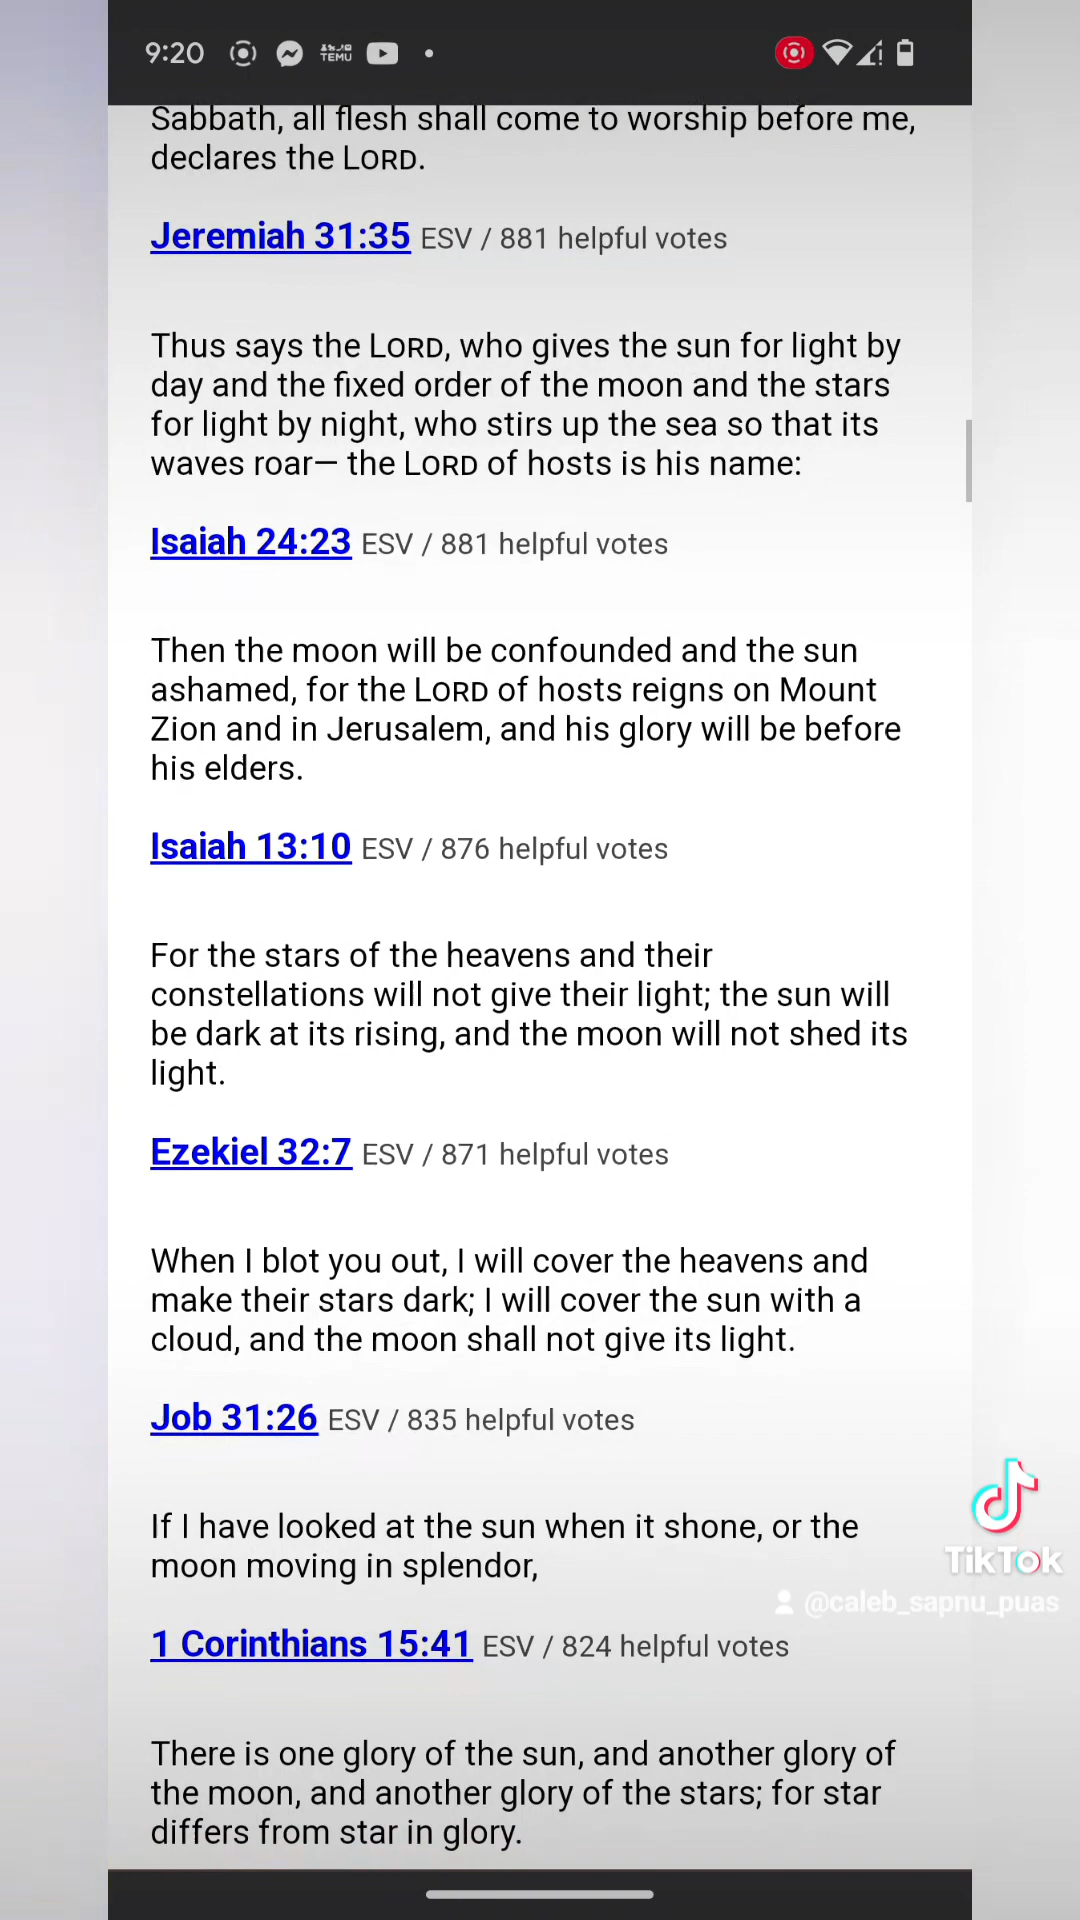 9:20
TEMU
Sabbath, all flesh shall come to worship before me,
declares the LORD.
Jeremiah 31:35 ESV / 881 helpful votes
Thus says the LORD, who gives the sun for light by
day and the fixed order of the moon and the stars
for light by night, who stirs up the sea so that its
waves roar— the LORD of hosts is his name:
Isaiah 24:23 ESV / 881 helpful votes
Then the moon will be confounded and the sun
ashamed, for the LORD of hosts reigns on Mount
Zion and in Jerusalem, and his glory will be before
his elders.
Isaiah 13:10 ESV / 876 helpful votes
For the stars of the heavens and their
constellations will not give their light; the sun will
be dark at its rising, and the moon will not shed its
light.
Ezekiel 32:7 ESV / 871 helpful votes
When I blot you out, I will cover the heavens and
make their stars dark; I will cover the sun with a
cloud, and the moon shall not give its light.
Job 31:26 ESV / 835 helpful votes
If I have looked at the sun when it shone, or the
moon moving in splendor,
TikTok
@caleb_sapnu_puas
1 Corinthians 15:41 ESV / 824 helpful votes
There is one glory of the sun, and another glory of
the moon, and another glory of the stars; for star
differs from star in glory.